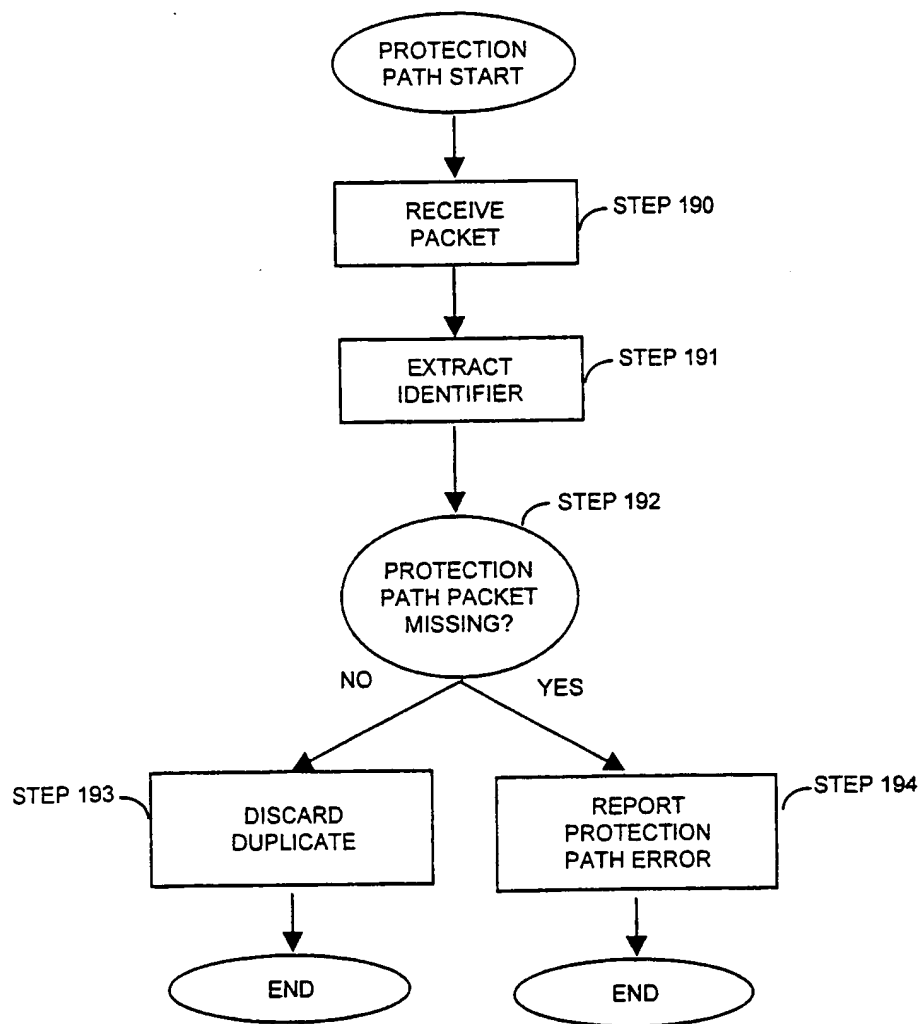 PROTECTION
PATH START
RECEIVE
PACKET
STEP 190
EXTRACT
IDENTIFIER
STEP 191
STEP 192
PROTECTION
PATH PACKET
MISSING?
NO
YES
STEP 193
DISCARD
DUPLICATE
REPORT
PROTECTION
PATH ERROR
STEP 194
END
END